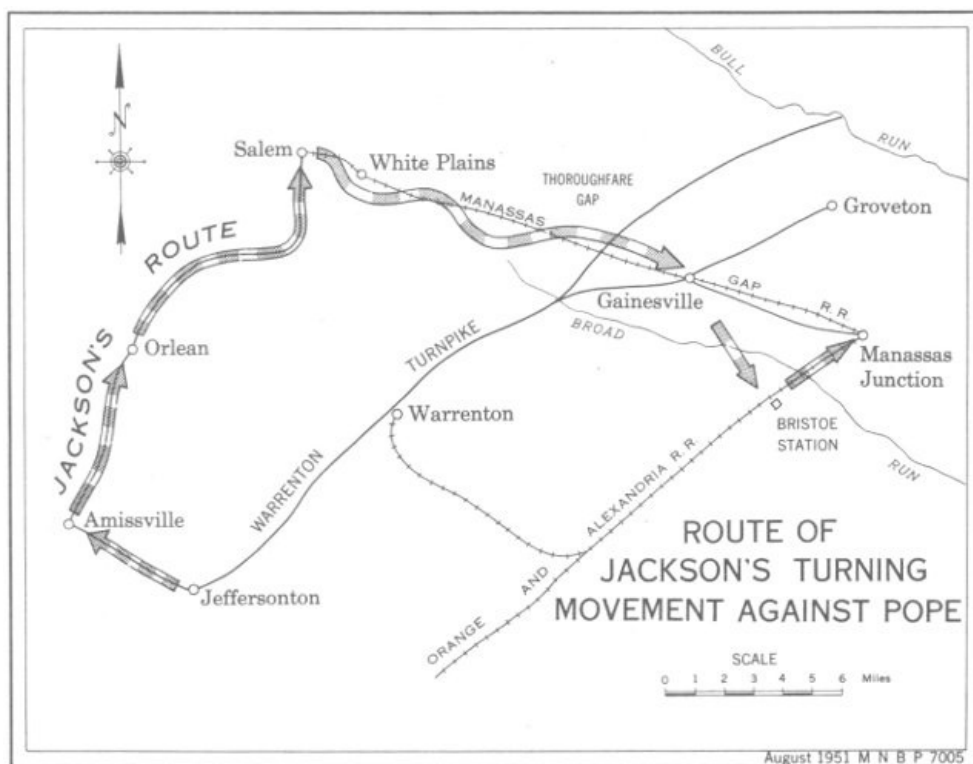 BULL
RUN
N
Salem
White Plains
THOROUGHFARE
GAP
MANASSAS
GAP
R. R.
Groveton
JACKSON'S
ROUTE
Gainesville
BROAD
RUN
Orlean
TURNPIKE
WARRENTON
Manassas
Junction
Warrenton
BRISTOE
STATION
Amissville
Jeffersonton
ORANGE AND ALEXANDRIA R. R.
ROUTE OF
JACKSON'S TURNING
MOVEMENT AGAINST POPE
SCALE
0 1 2 3 4 5 6 Miles
August 1951 M N B P 7005